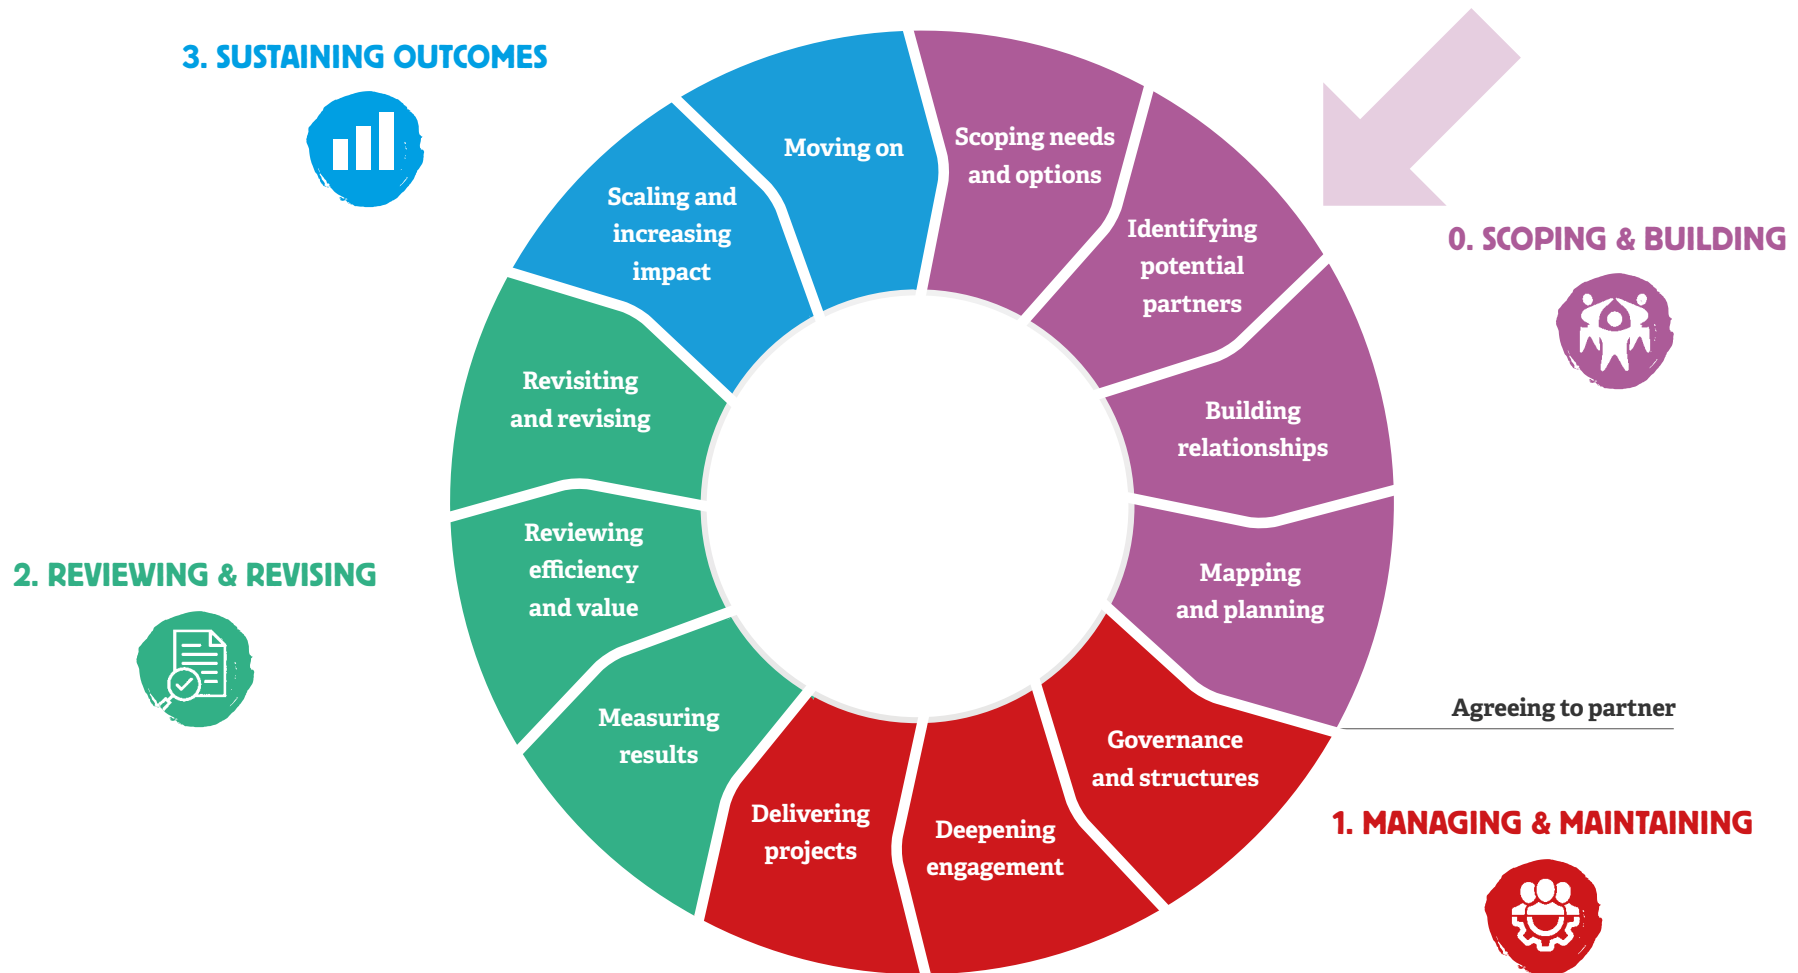 3. SUSTAINING OUTCOMES
Moving on
Scoping needs
and options
Scaling and
increasing
impact
Identifying
potential
partners
0. SCOPING & BUILDING
Revisiting
and revising
Building
relationships
Reviewing
efficiency
and value
2. REVIEWING & REVISING
Mapping
and planning
Measuring
results
Agreeing to partner
Governance
and structures
Delivering
projects
Deepening
engagement
1. MANAGING & MAINTAINING